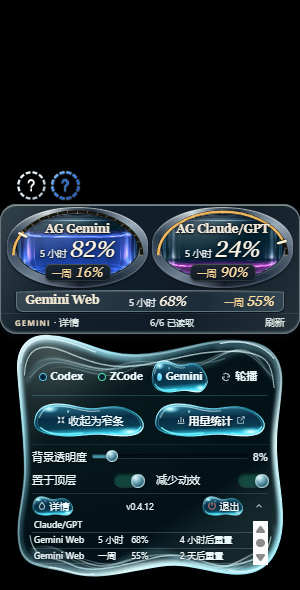 ? ?
AG Gemini AG Claude/GPT
5 小时 82% 5 小时 24%
一周 16% 一周 90%
Gemini Web 5 小时 68% 一周 55%
GEMINI · 详情 6/6 已读取 刷新
Codex ZCode Gemini 轮播
收起为窄条 用量统计
背景透明度 8%
置于顶层 减少动效
详情 v0.4.12 退出
Claude/GPT
Gemini Web 5 小时 68% 4 小时后重置
Gemini Web 一周 55% 2 天后重置